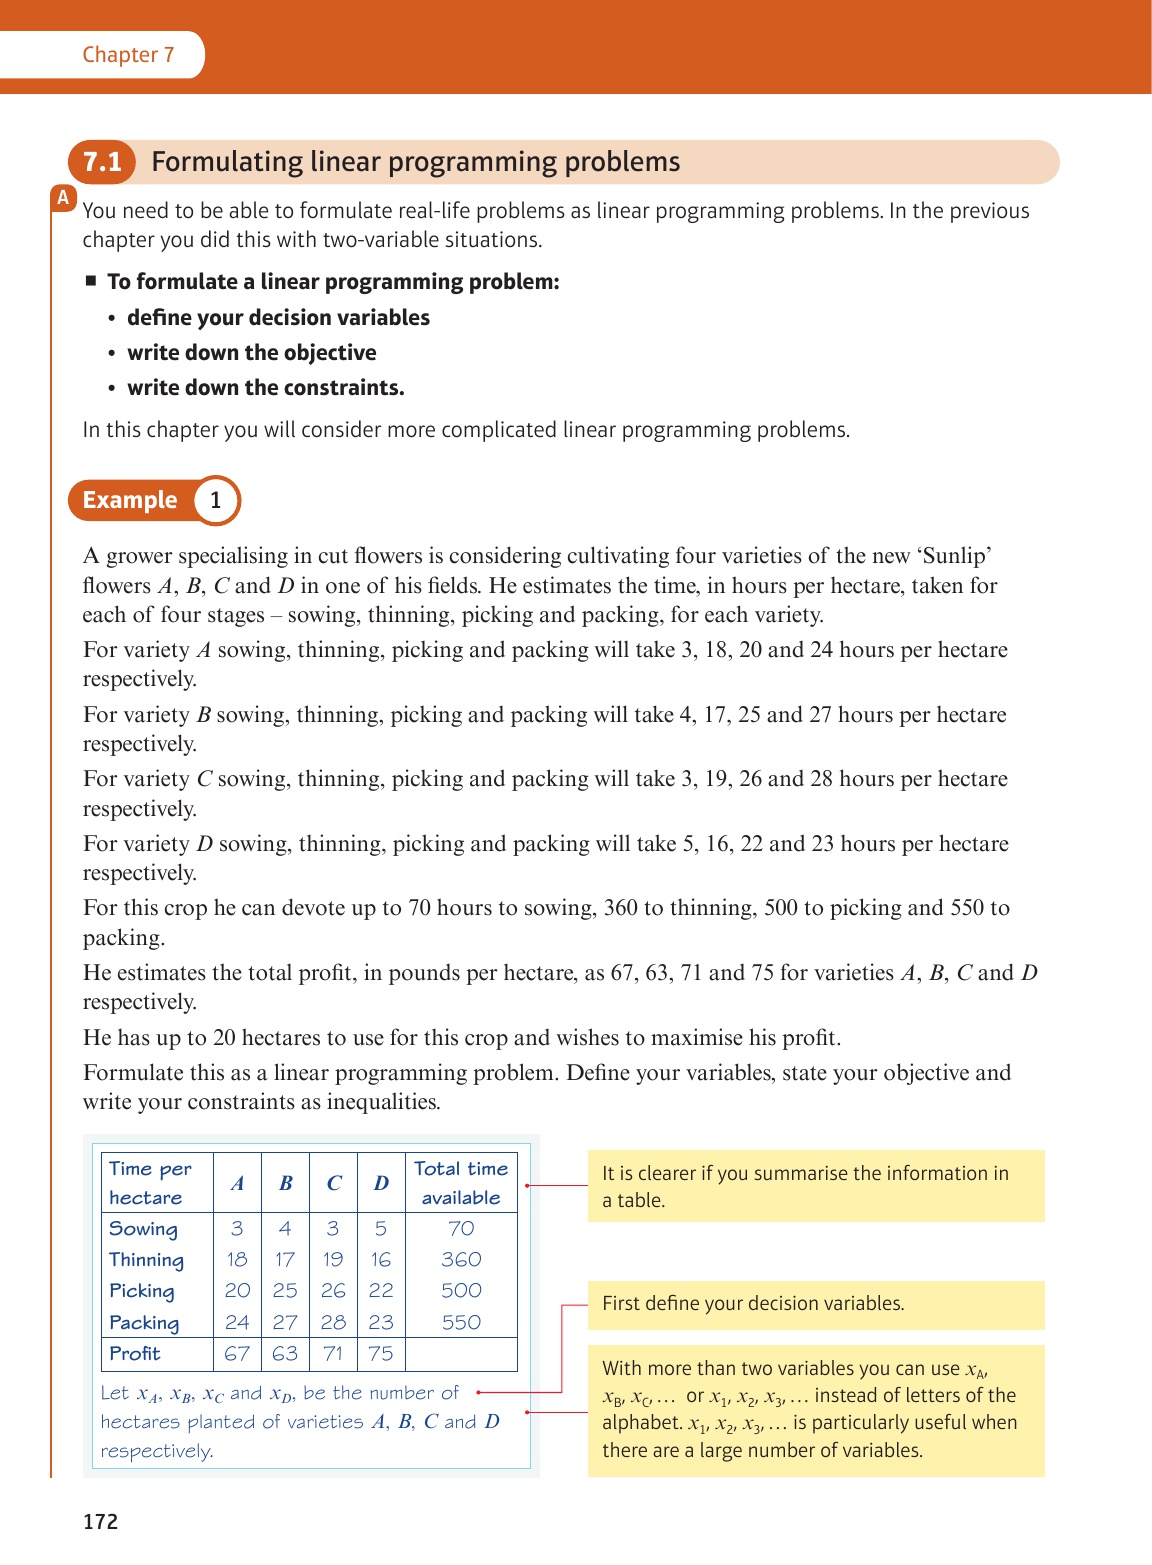 Chapter 7
7.1 Formulating linear programming problems
A
You need to be able to formulate real-life problems as linear programming problems. In the previous
chapter you did this with two-variable situations.
■ To formulate a linear programming problem:
• define your decision variables
• write down the objective
• write down the constraints.
In this chapter you will consider more complicated linear programming problems.
Example 1
A grower specialising in cut flowers is considering cultivating four varieties of the new ‘Sunlip’
flowers A, B, C and D in one of his fields. He estimates the time, in hours per hectare, taken for
each of four stages – sowing, thinning, picking and packing, for each variety.
For variety A sowing, thinning, picking and packing will take 3, 18, 20 and 24 hours per hectare
respectively.
For variety B sowing, thinning, picking and packing will take 4, 17, 25 and 27 hours per hectare
respectively.
For variety C sowing, thinning, picking and packing will take 3, 19, 26 and 28 hours per hectare
respectively.
For variety D sowing, thinning, picking and packing will take 5, 16, 22 and 23 hours per hectare
respectively.
For this crop he can devote up to 70 hours to sowing, 360 to thinning, 500 to picking and 550 to
packing.
He estimates the total profit, in pounds per hectare, as 67, 63, 71 and 75 for varieties A, B, C and D
respectively.
He has up to 20 hectares to use for this crop and wishes to maximise his profit.
Formulate this as a linear programming problem. Define your variables, state your objective and
write your constraints as inequalities.
Time per hectare A B C D Total time available
Sowing 3 4 3 5 70
Thinning 18 17 19 16 360
Picking 20 25 26 22 500
Packing 24 27 28 23 550
Profit 67 63 71 75
Let x_A, x_B, x_C and x_D, be the number of
hectares planted of varieties A, B, C and D
respectively.
It is clearer if you summarise the information in
a table.
First define your decision variables.
With more than two variables you can use x_A,
x_B, x_C, … or x₁, x₂, x₃, … instead of letters of the
alphabet. x₁, x₂, x₃, … is particularly useful when
there are a large number of variables.
172